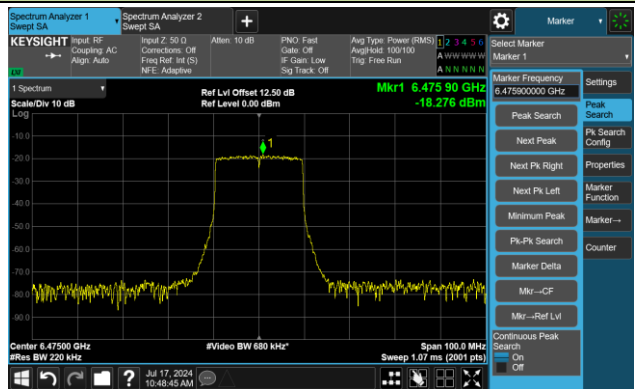 Spectrum Analyzer 1
Swept SA
Spectrum Analyzer 2
Swept SA
+
Marker
KEYSIGHT
Input: RF
Coupling: AC
Align: Auto
Input Z: 50 Ω
Corrections: Off
Freq Ref: Int (S)
NFE: Adaptive
Atten: 10 dB
PNO: Fast
Gate: Off
IF Gain: Low
Sig Track: Off
Avg Type: Power (RMS)
Avg|Hold: 100/100
Trig: Free Run
1 2 3 4 5 6
A W W W W W
A N N N N N
Select Marker
Marker 1
1 Spectrum
Scale/Div 10 dB
Log
Ref Lvl Offset 12.50 dB
Ref Level 0.00 dBm
Mkr1 6.475 90 GHz
-18.276 dBm
1
-10.0
-20.0
-30.0
-40.0
-50.0
-60.0
-70.0
-80.0
-90.0
Center 6.47500 GHz
#Res BW 220 kHz
#Video BW 680 kHz*
Span 100.0 MHz
Sweep 1.07 ms (2001 pts)
Marker Frequency
6.475900000 GHz
Peak Search
Next Peak
Next Pk Right
Next Pk Left
Minimum Peak
Pk-Pk Search
Marker Delta
Mkr→CF
Mkr→Ref Lvl
Continuous Peak
Search
On
Off
Settings
Peak
Search
Pk Search
Config
Properties
Marker
Function
Marker→
Counter
?
Jul 17, 2024
10:48:45 AM